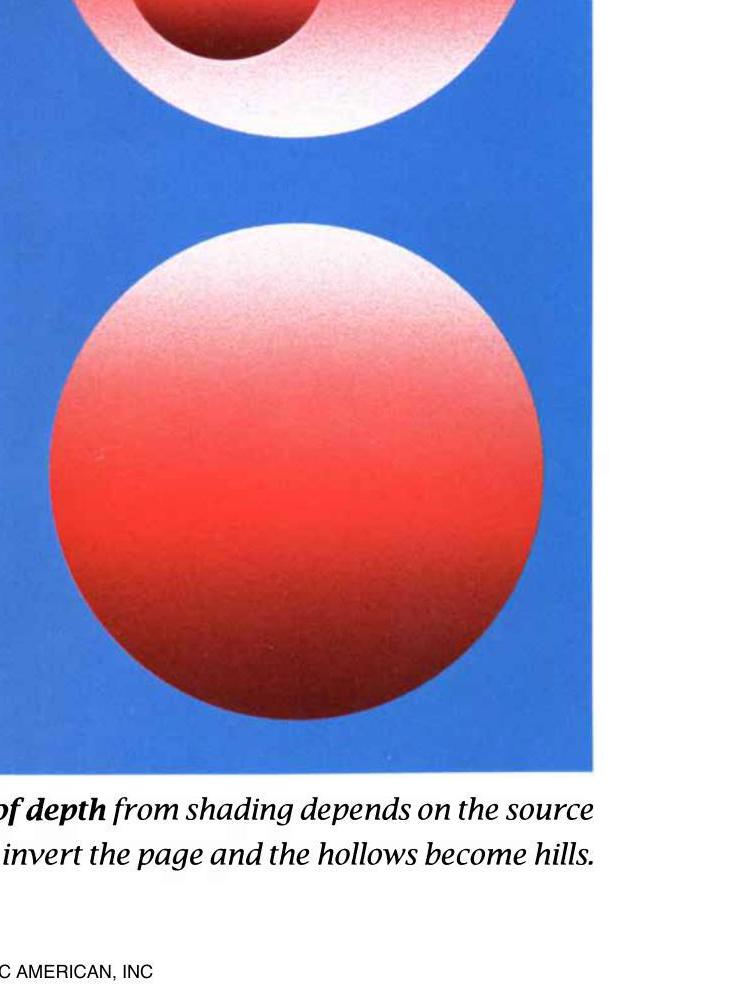 of depth from shading depends on the source
invert the page and the hollows become hills.
C AMERICAN, INC